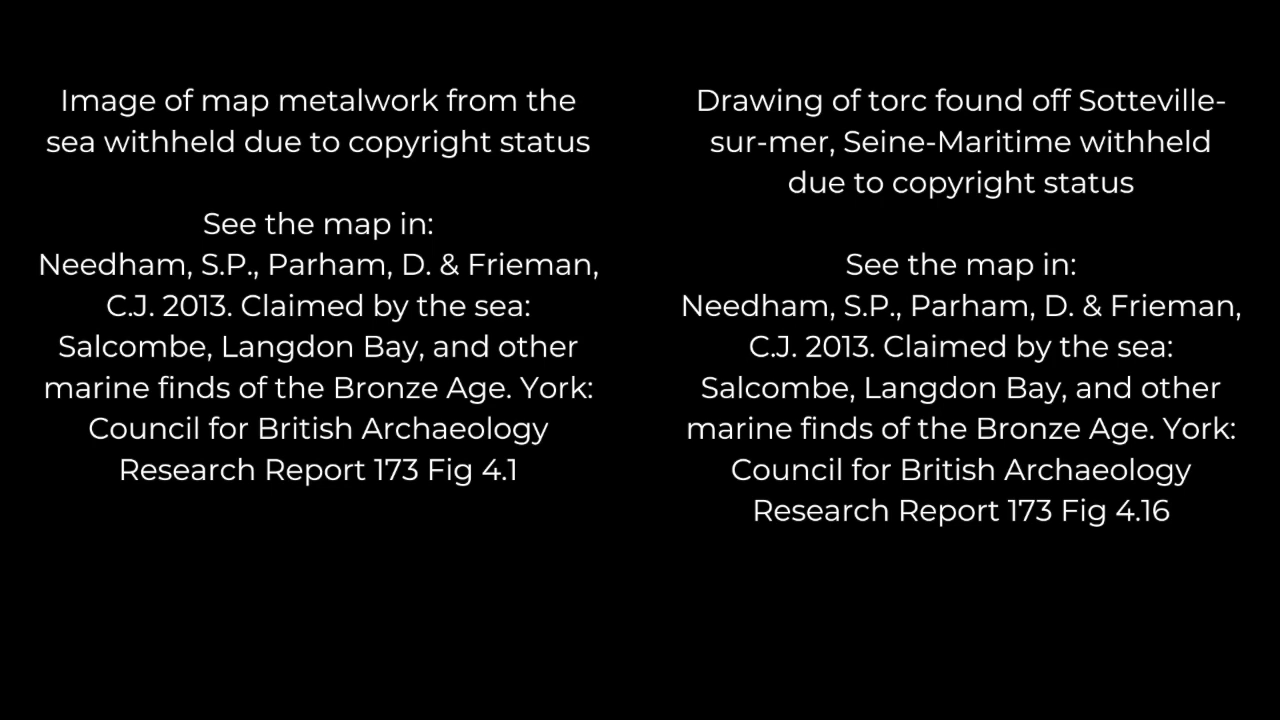 Image of map metalwork from the
sea withheld due to copyright status
See the map in:
Needham, S.P., Parham, D. & Frieman,
C.J. 2013. Claimed by the sea:
Salcombe, Langdon Bay, and other
marine finds of the Bronze Age. York:
Council for British Archaeology
Research Report 173 Fig 4.1
Drawing of torc found off Sotteville-
sur-mer, Seine-Maritime withheld
due to copyright status
See the map in:
Needham, S.P., Parham, D. & Frieman,
C.J. 2013. Claimed by the sea:
Salcombe, Langdon Bay, and other
marine finds of the Bronze Age. York:
Council for British Archaeology
Research Report 173 Fig 4.16